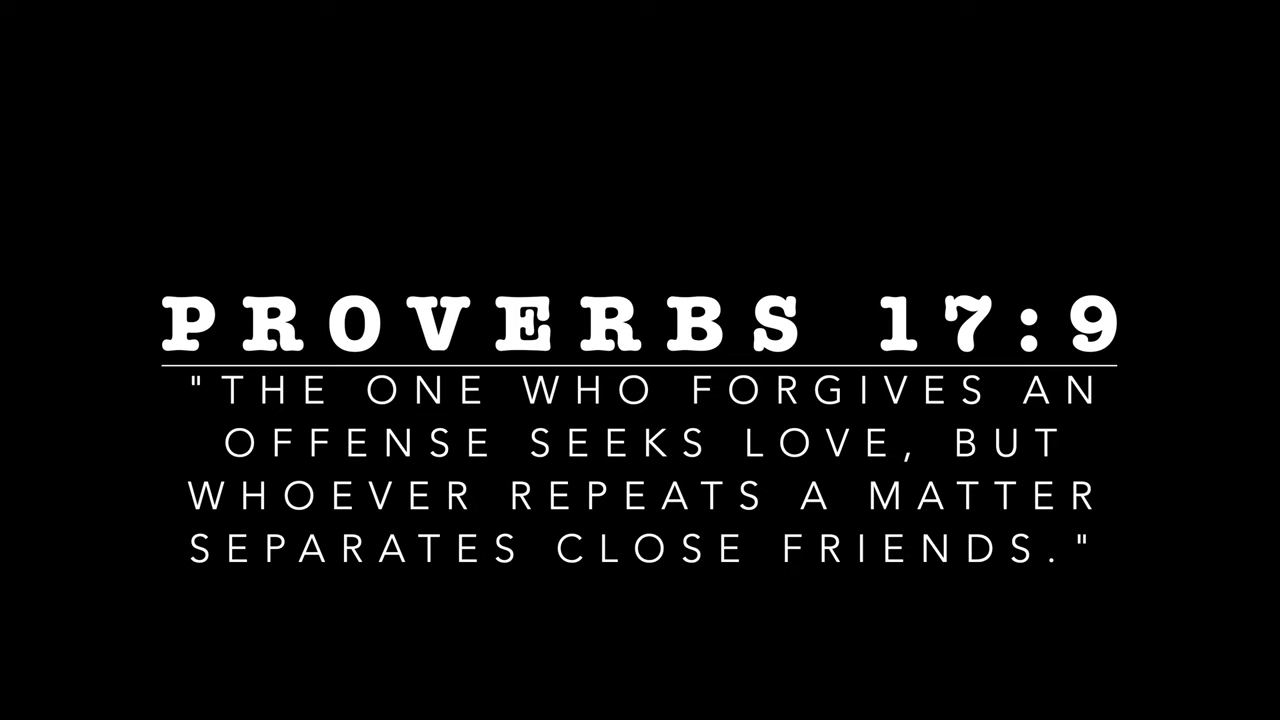 PROVERBS 17:9
"THE ONE WHO FORGIVES AN
OFFENSE SEEKS LOVE, BUT
WHOEVER REPEATS A MATTER
SEPARATES CLOSE FRIENDS."